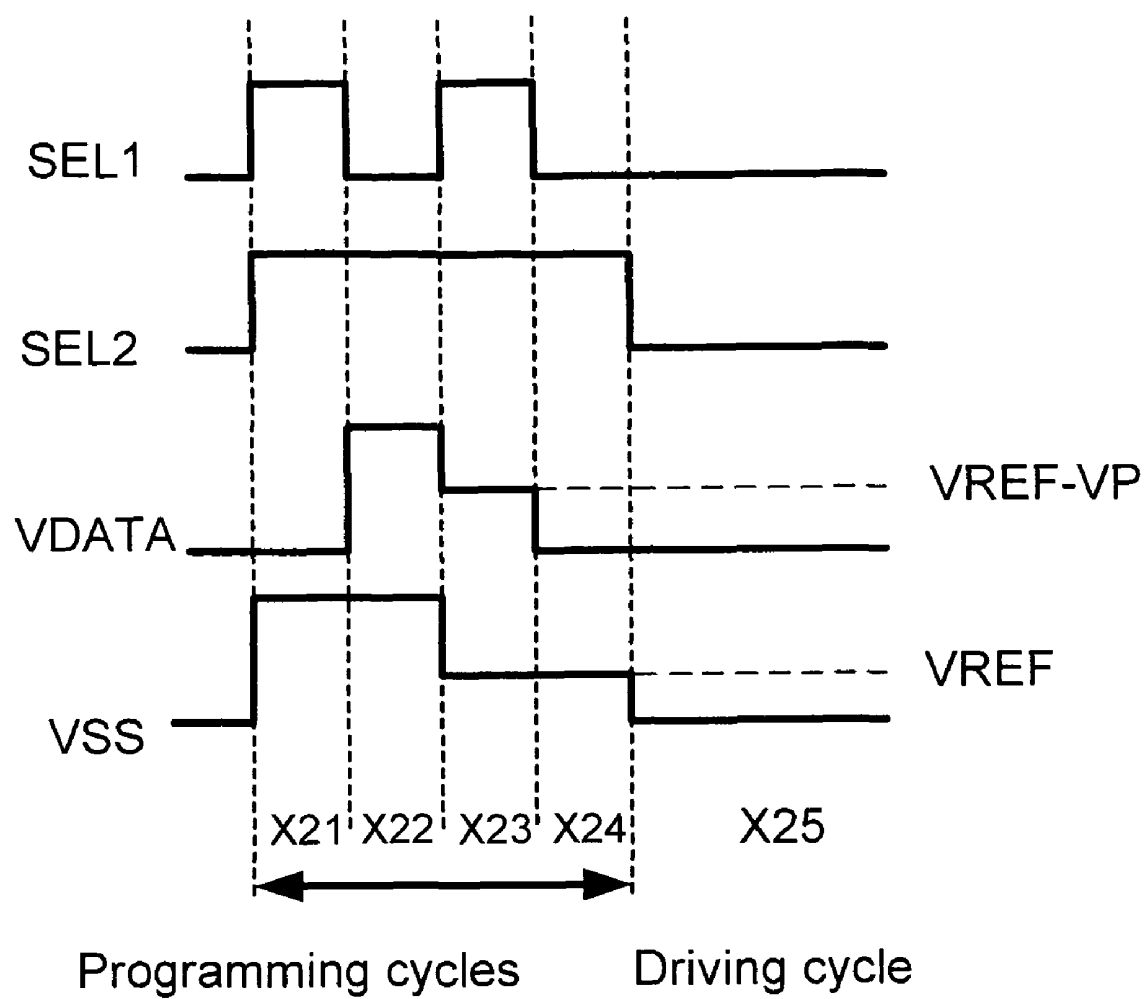 SEL1
SEL2
VREF-VP
VDATA
VREF
VSS
X21 X22 X23 X24 X25
Programming cycles Driving cycle